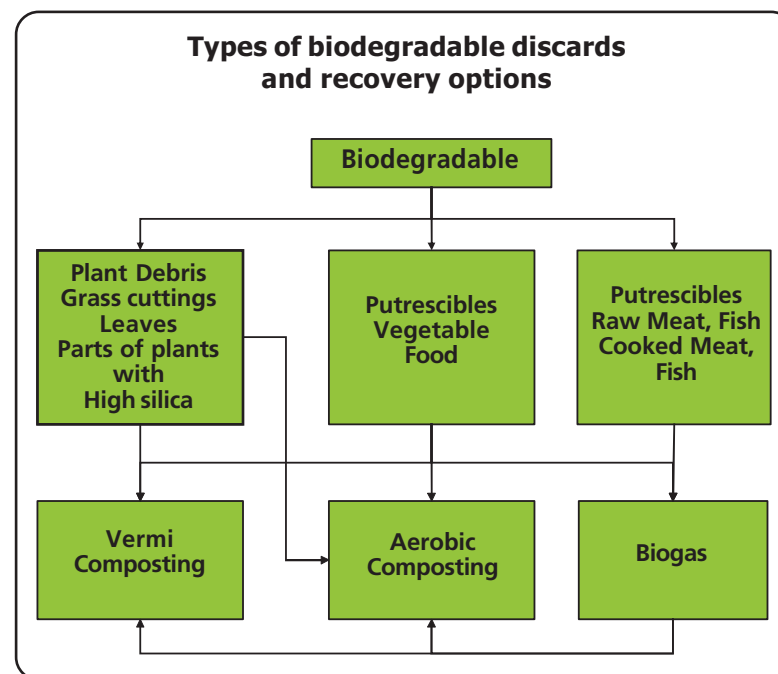 Types of biodegradable discards
and recovery options
Biodegradable
Plant Debris
Grass cuttings
Leaves
Parts of plants
with
High silica
Putrescibles
Vegetable
Food
Putrescibles
Raw Meat, Fish
Cooked Meat,
Fish
Vermi
Composting
Aerobic
Composting
Biogas